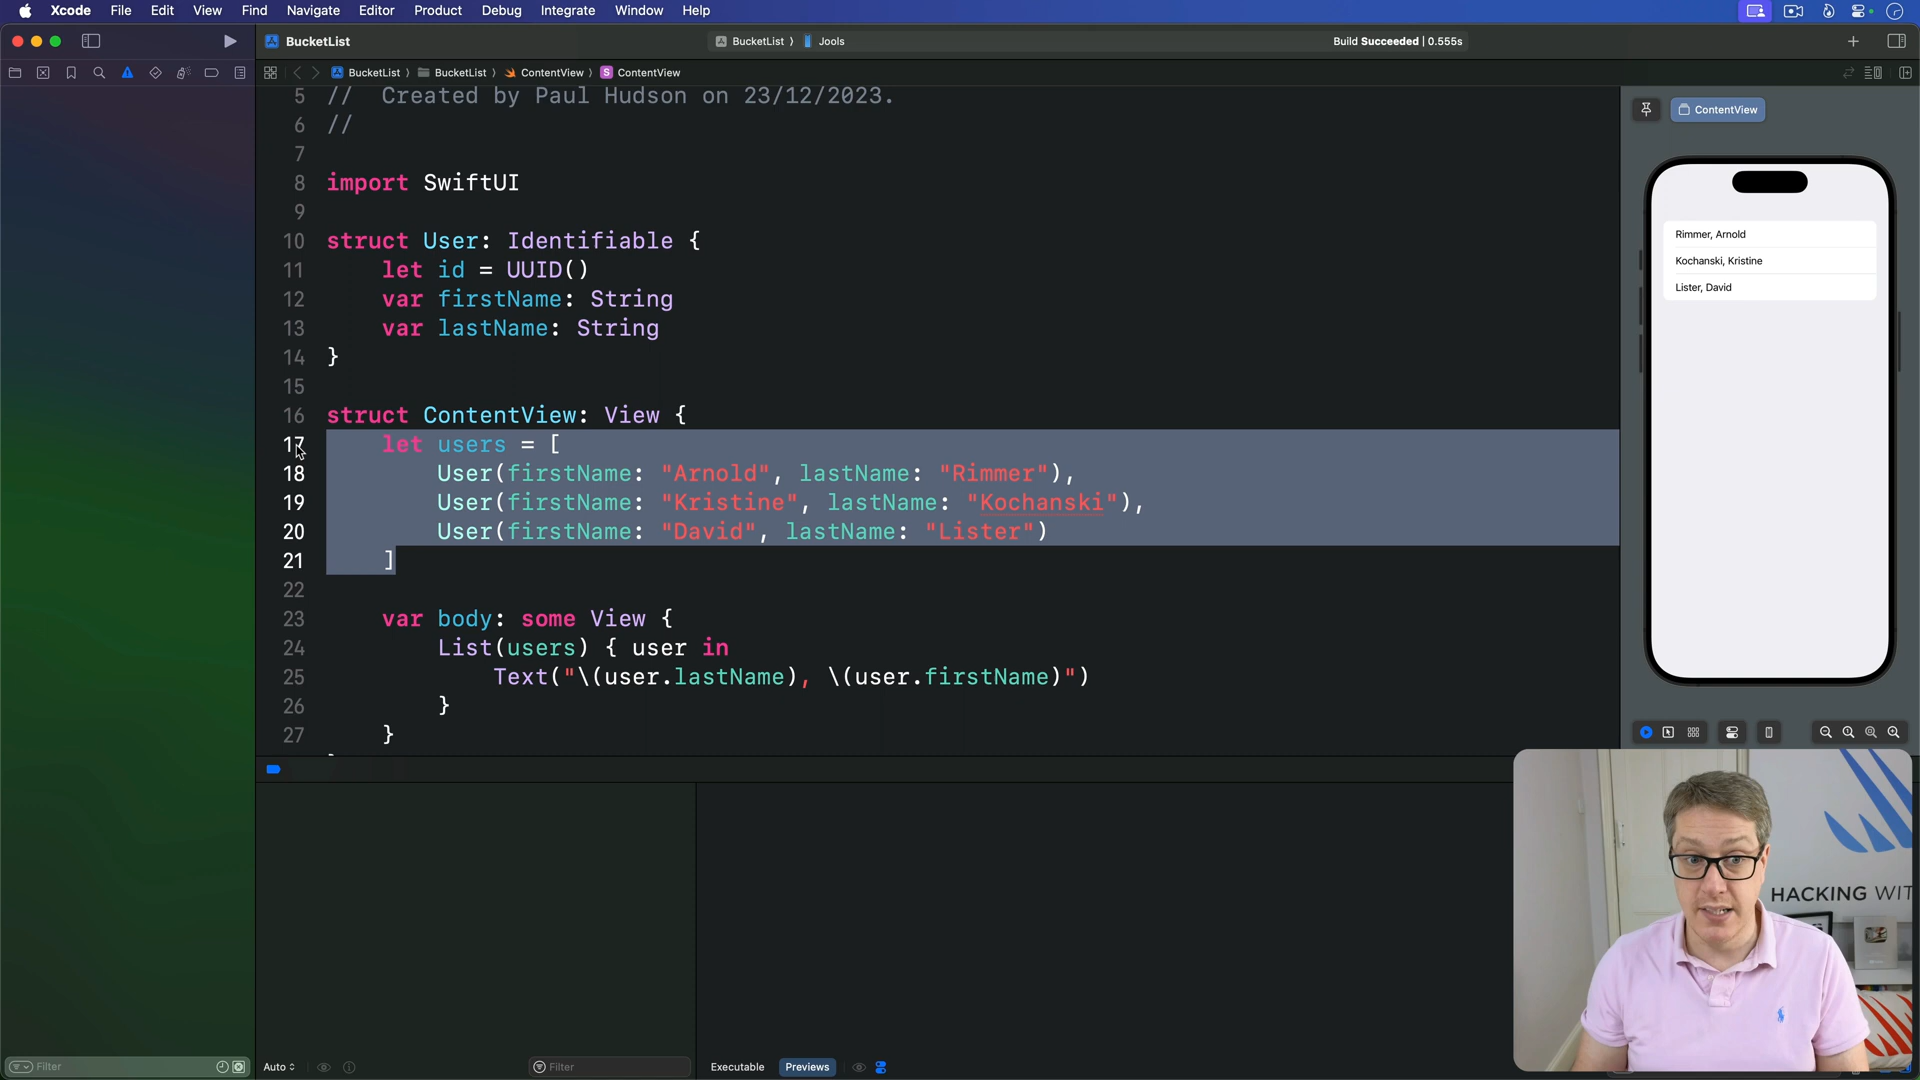 Xcode File Edit View Find Navigate Editor Product Debug Integrate Window Help
BucketList
BucketList 〉 Jools
Build Succeeded | 0.555s
BucketList 〉 BucketList 〉 ContentView 〉 S ContentView
5 //  Created by Paul Hudson on 23/12/2023.
6 //
7
8 import SwiftUI
9
10 struct User: Identifiable {
11     let id = UUID()
12     var firstName: String
13     var lastName: String
14 }
15
16 struct ContentView: View {
17     let users = [
18         User(firstName: "Arnold", lastName: "Rimmer"),
19         User(firstName: "Kristine", lastName: "Kochanski"),
20         User(firstName: "David", lastName: "Lister")
21     ]
22
23     var body: some View {
24         List(users) { user in
25             Text("\(user.lastName), \(user.firstName)")
26         }
27     }
ContentView
Rimmer, Arnold
Kochanski, Kristine
Lister, David
HACKING WIT
Filter
Auto
Filter
Executable Previews